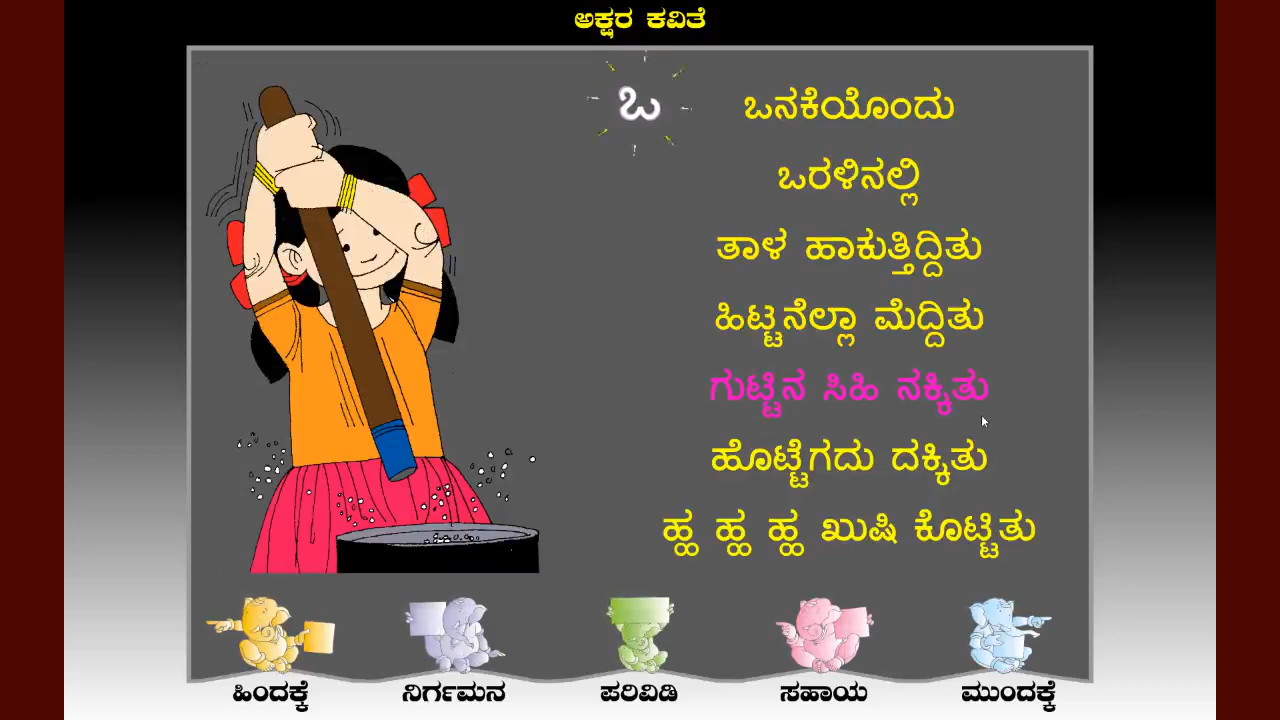 ಅಕ್ಷರ ಕವಿತೆ
ಒ
ಒನಕೆಯೊಂದು
ಒರಳಿನಲ್ಲಿ
ತಾಳ ಹಾಕುತ್ತಿದ್ದಿತು
ಹಿಟ್ಟನೆಲ್ಲಾ ಮೆದ್ದಿತು
ಗುಟ್ಟಿನ ಸಿಹಿ ನಕ್ಕಿತು
ಹೊಟ್ಟೆಗದು ದಕ್ಕಿತು
ಹ್ಹ ಹ್ಹ ಹ್ಹ ಖುಷಿ ಕೊಟ್ಟಿತು
ಹಿಂದಕ್ಕೆ ನಿರ್ಗಮನ ಪರಿವಿಡಿ ಸಹಾಯ ಮುಂದಕ್ಕೆ